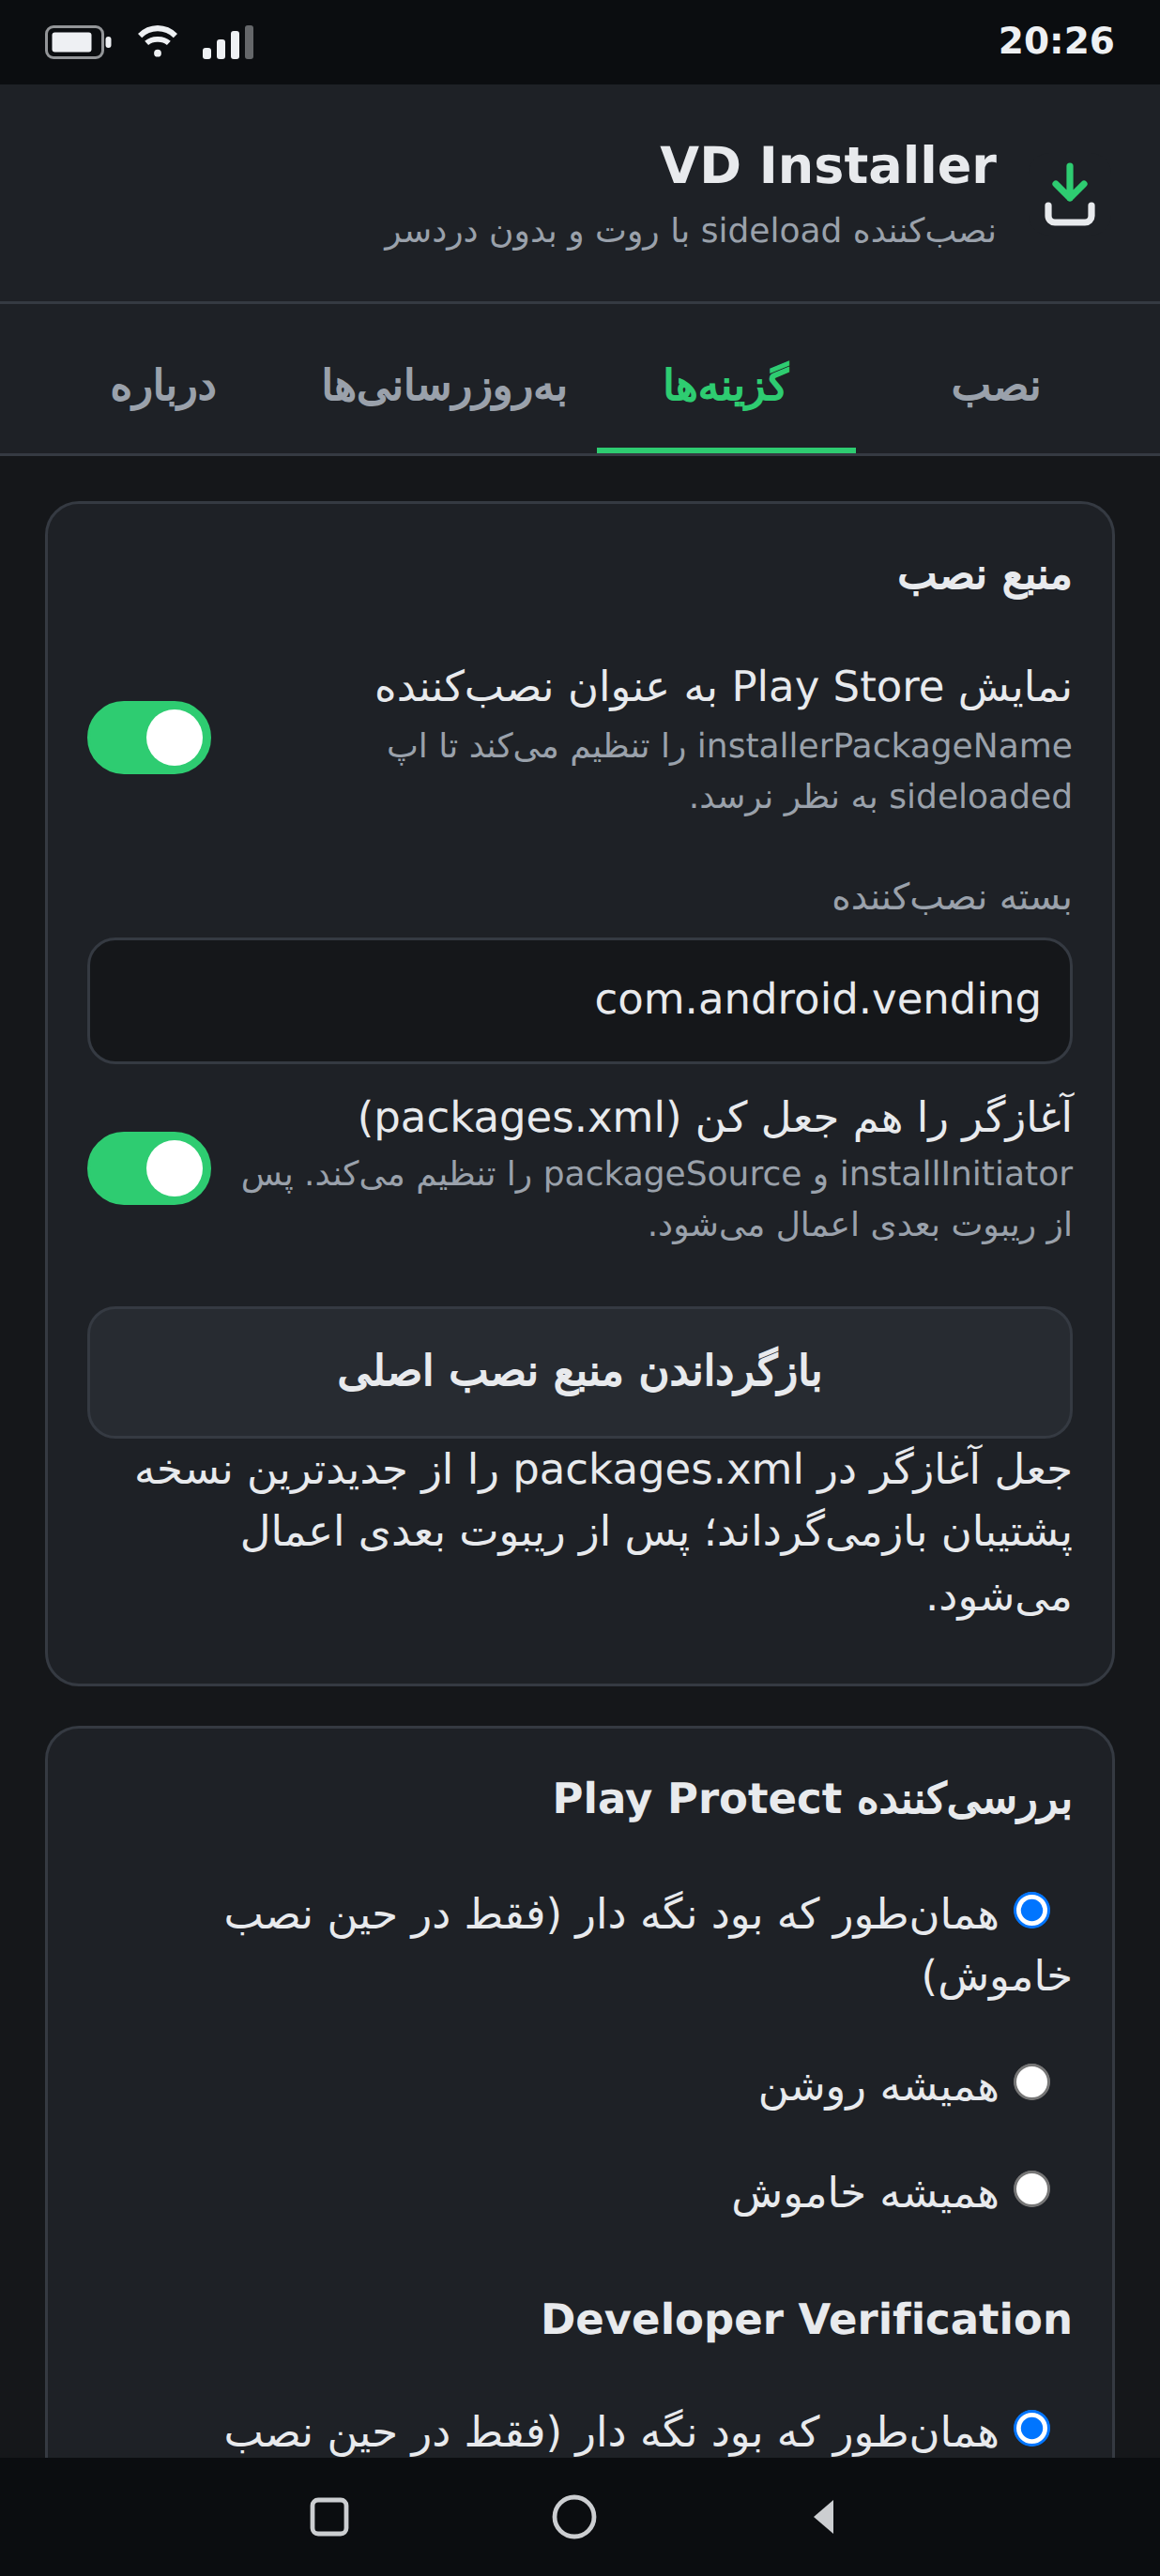 20:26
VD Installer
نصب‌کننده sideload با روت و بدون دردسر
نصب
گزینه‌ها
به‌روزرسانی‌ها
درباره
منبع نصب
نمایش Play Store به عنوان نصب‌کننده
installerPackageName را تنظیم می‌کند تا اپ
sideloaded به نظر نرسد.
بسته نصب‌کننده
com.android.vending
آغازگر را هم جعل کن (packages.xml)
installInitiator و packageSource را تنظیم می‌کند. پس
از ریبوت بعدی اعمال می‌شود.
بازگرداندن منبع نصب اصلی
جعل آغازگر در packages.xml را از جدیدترین نسخه
پشتیبان بازمی‌گرداند؛ پس از ریبوت بعدی اعمال
می‌شود.
بررسی‌کننده Play Protect
همان‌طور که بود نگه دار (فقط در حین نصب
خاموش)
همیشه روشن
همیشه خاموش
Developer Verification
همان‌طور که بود نگه دار (فقط در حین نصب